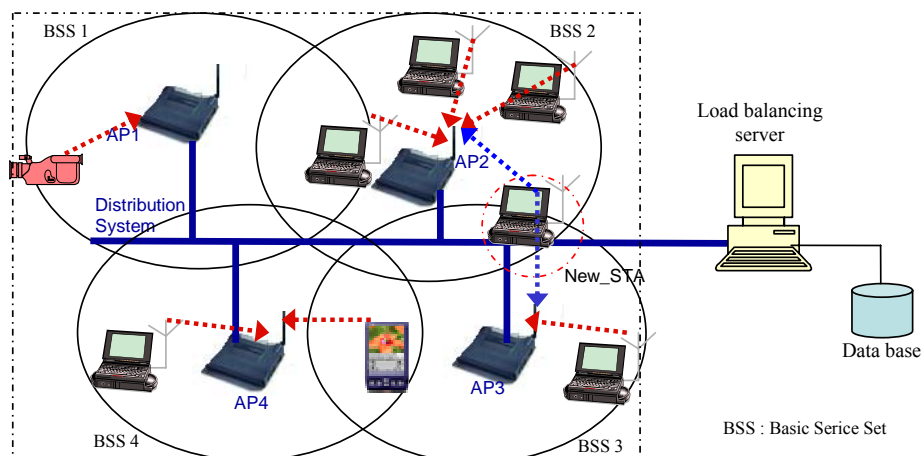 BSS 1
BSS 2
Load balancing
server
AP1
AP2
Distribution
System
New_STA
Data base
AP4
AP3
BSS 4
BSS 3
BSS : Basic Serice Set